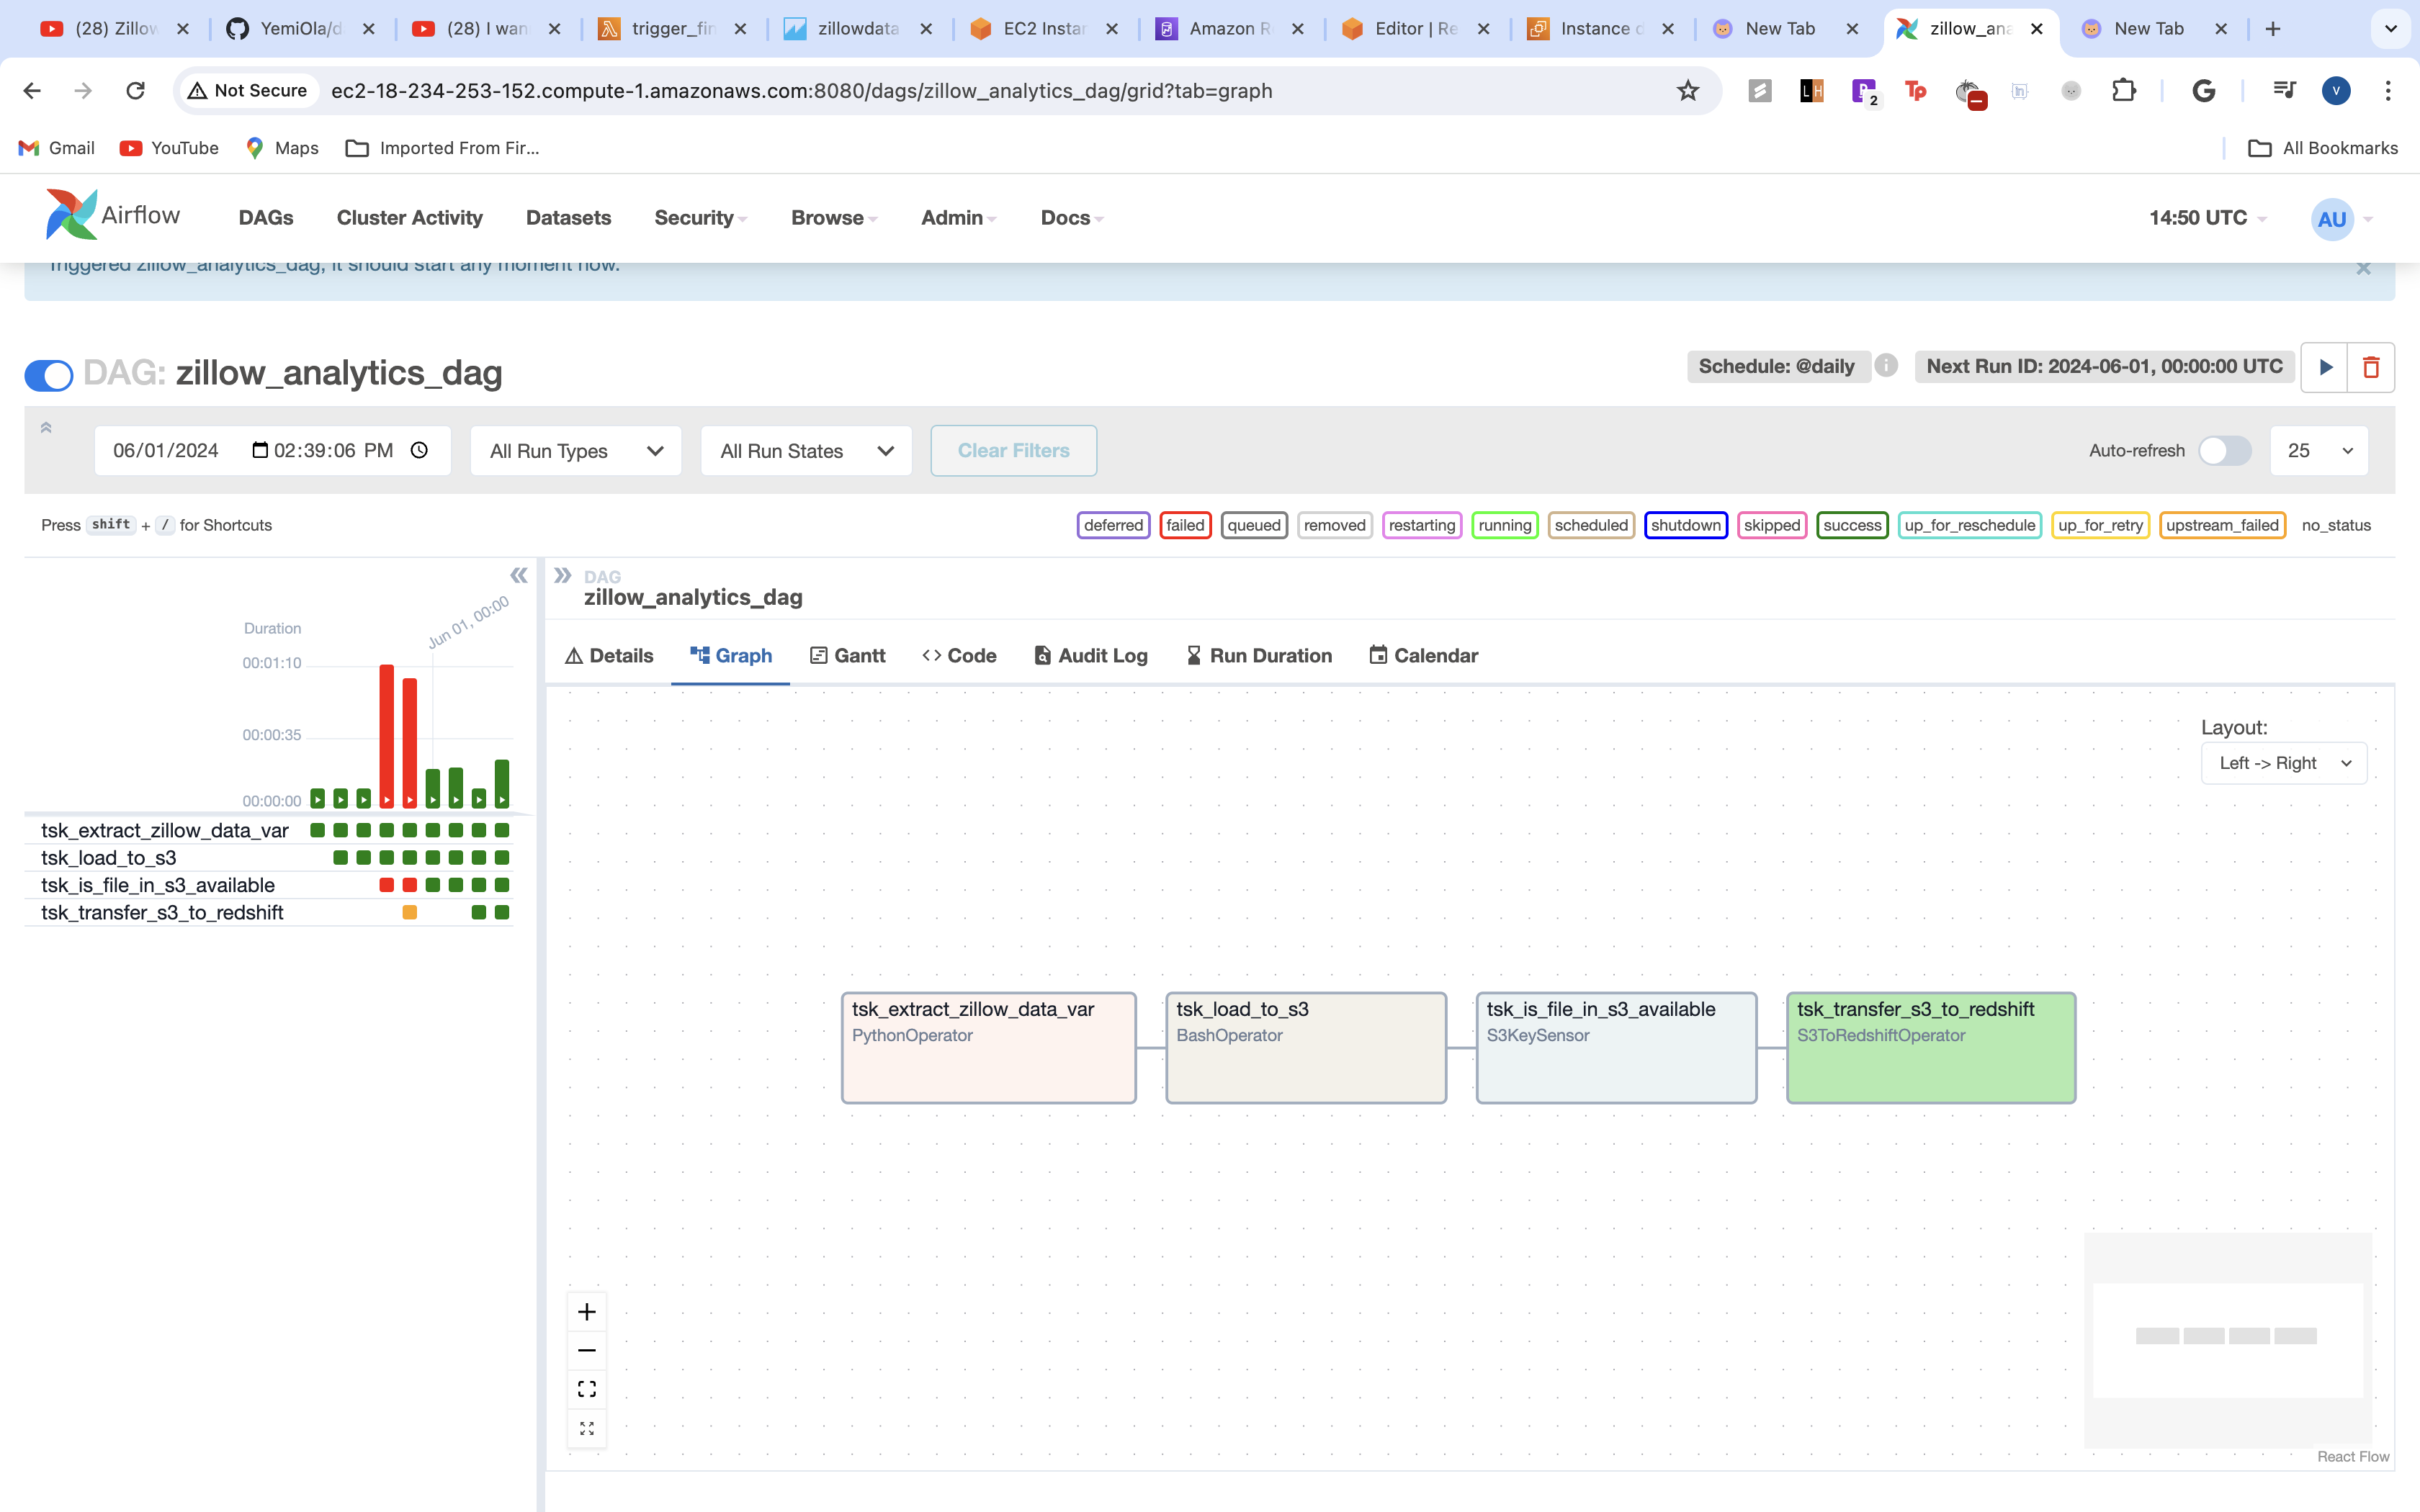 (28) Zillow
YemiOla/d
(28) I wan
trigger_fin
zillowdata
EC2 Instan
Amazon R
Editor | Re
Instance d
New Tab
zillow_ana
New Tab
Not Secure
ec2-18-234-253-152.compute-1.amazonaws.com:8080/dags/zillow_analytics_dag/grid?tab=graph
LH
2
Tp
G
V
Gmail
YouTube
Maps
Imported From Fir...
All Bookmarks
Airflow
DAGs
Cluster Activity
Datasets
Security
Browse
Admin
Docs
14:50 UTC
AU
Triggered zillow_analytics_dag, it should start any moment now.
DAG: zillow_analytics_dag
Schedule: @daily
Next Run ID: 2024-06-01, 00:00:00 UTC
06/01/2024 02:39:06 PM
All Run Types
All Run States
Clear Filters
Auto-refresh
25
Press shift + / for Shortcuts
deferred
failed
queued
removed
restarting
running
scheduled
shutdown
skipped
success
up_for_reschedule
up_for_retry
upstream_failed
no_status
Duration
Jun 01, 00:00
00:01:10
00:00:35
00:00:00
tsk_extract_zillow_data_var
tsk_load_to_s3
tsk_is_file_in_s3_available
tsk_transfer_s3_to_redshift
DAG
zillow_analytics_dag
Details
Graph
Gantt
Code
Audit Log
Run Duration
Calendar
Layout:
Left -> Right
tsk_extract_zillow_data_var
PythonOperator
tsk_load_to_s3
BashOperator
tsk_is_file_in_s3_available
S3KeySensor
tsk_transfer_s3_to_redshift
S3ToRedshiftOperator
React Flow